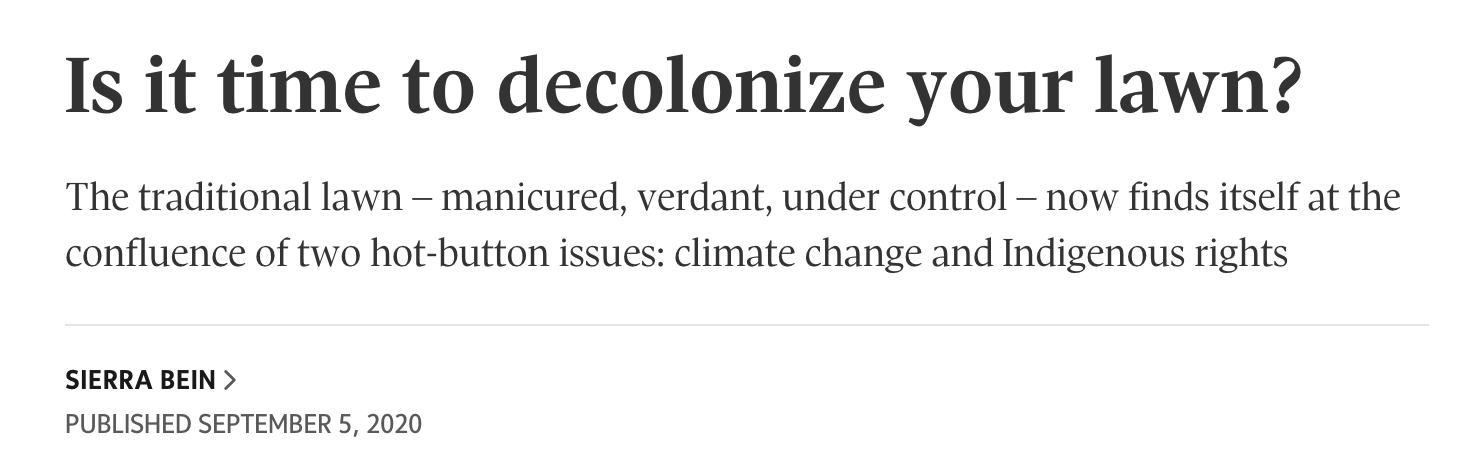 Is it time to decolonize your lawn?
The traditional lawn – manicured, verdant, under control – now finds itself at the
confluence of two hot-button issues: climate change and Indigenous rights
SIERRA BEIN >
PUBLISHED SEPTEMBER 5, 2020